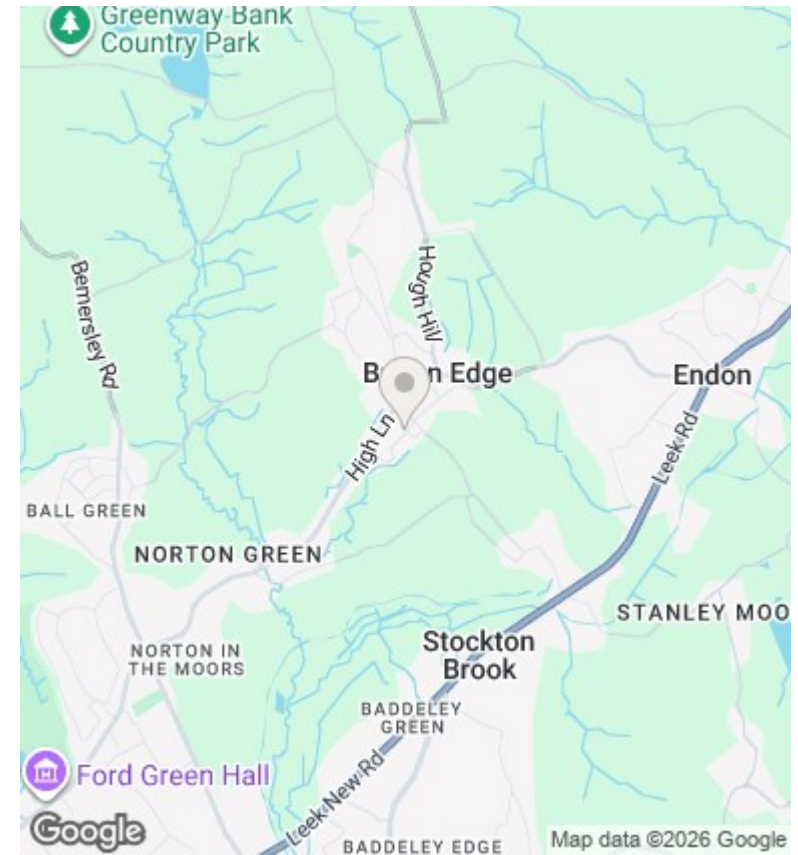 Greenway Bank
Country Park
Bemersley Rd
Hough Hill
Edge
Endon
High Ln
Leek Rd
BALL GREEN
NORTON GREEN
STANLEY MOO
Stockton
Brook
NORTON IN
THE MOORS
BADDELEY
GREEN
Ford Green Hall
Leek New Rd
Google
BADDELEY EDGE
Map data ©2026 Google